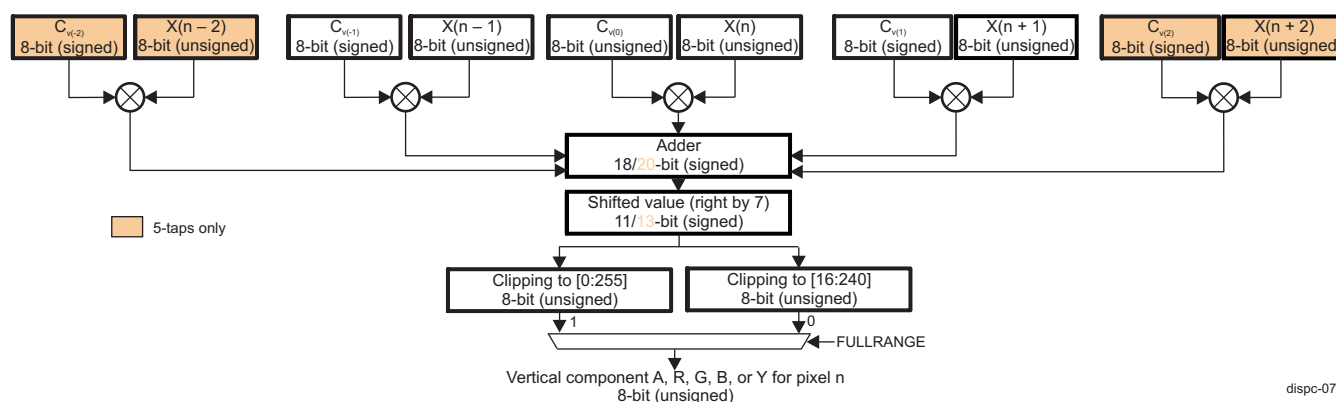 Cv(-2)
8-bit (signed)
X(n – 2)
8-bit (unsigned)
Cv(-1)
8-bit (signed)
X(n – 1)
8-bit (unsigned)
Cv(0)
8-bit (unsigned)
X(n)
8-bit (unsigned)
Cv(1)
8-bit (signed)
X(n + 1)
8-bit (unsigned)
Cv(2)
8-bit (signed)
X(n + 2)
8-bit (unsigned)
Adder
18/20-bit (signed)
Shifted value (right by 7)
11/13-bit (signed)
5-taps only
Clipping to [0:255]
8-bit (unsigned)
Clipping to [16:240]
8-bit (unsigned)
1
0
FULLRANGE
Vertical component A, R, G, B, or Y for pixel n
8-bit (unsigned)
dispc-07